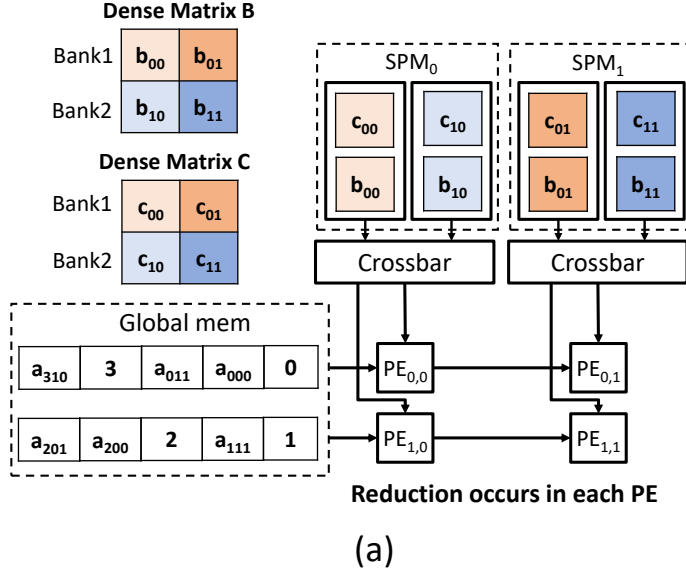 Dense Matrix B
Bank1 b00 b01
Bank2 b10 b11
Dense Matrix C
Bank1 c00 c01
Bank2 c10 c11
SPM0 SPM1
c00 c10 c01 c11
b00 b10 b01 b11
Crossbar Crossbar
Global mem
a310 3 a011 a000 0
PE0,0 PE0,1
a201 a200 2 a111 1
PE1,0 PE1,1
Reduction occurs in each PE
(a)